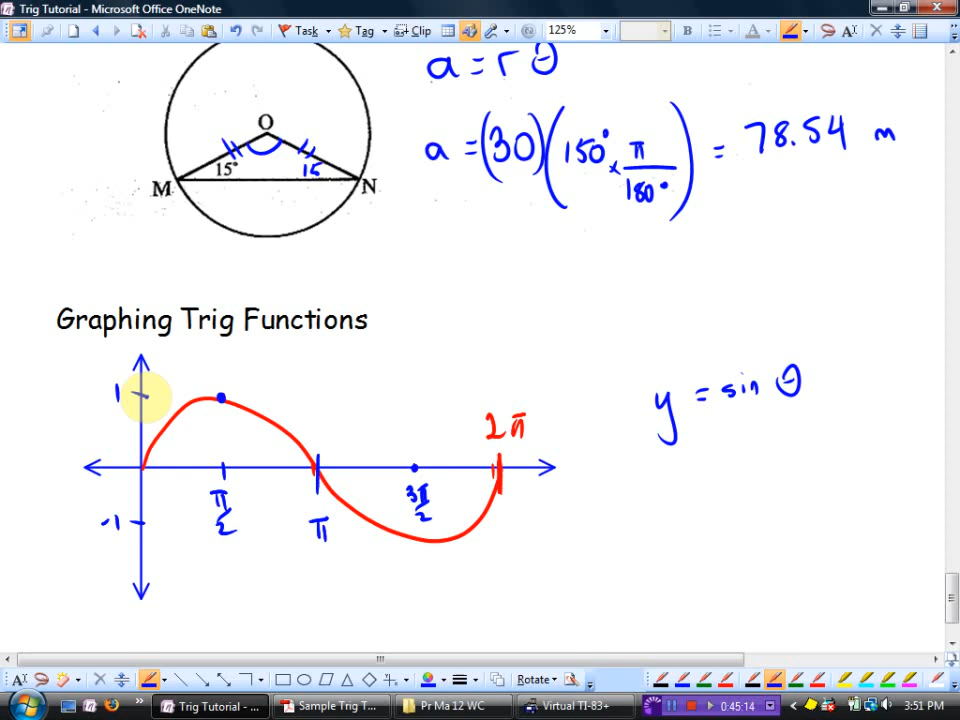 Trig Tutorial - Microsoft Office OneNote
Task
Tag
Clip
125%
B
A
a = r θ
O
15°
15
M
N
a = (30)(150° × π/180°) = 78.54 m
Graphing Trig Functions
1
-1
π/2
π
3π/2
2π
y = sin θ
Rotate
Trig Tutorial - ...
Sample Trig T...
Pr Ma 12 WC
Virtual TI-83+
00:45:14
3:51 PM